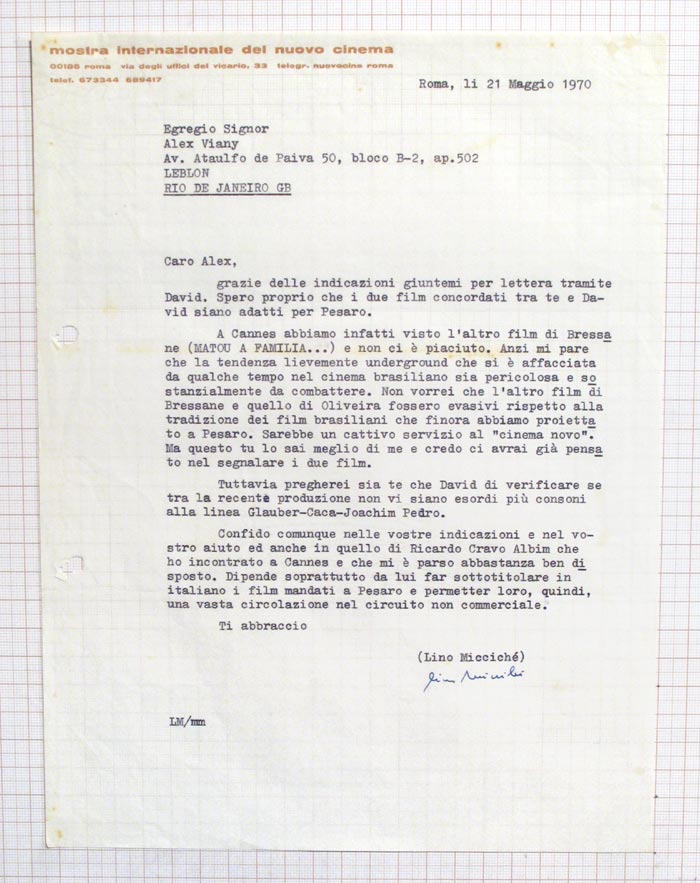 mostra internazionale del nuovo cinema
00186 roma via degli uffici del vicario, 33 telegr. nuovocine roma
telef. 673344 689417
Roma, li 21 Maggio 1970
Egregio Signor
Alex Viany
Av. Ataulfo de Paiva 50, bloco B-2, ap.502
LEBLON
RIO DE JANEIRO GB
Caro Alex,
grazie delle indicazioni giuntemi per lettera tramite
David. Spero proprio che i due film concordati tra te e Da-
vid siano adatti per Pesaro.
A Cannes abbiamo infatti visto l'altro film di Bressa
ne (MATOU A FAMILIA...) e non ci è piaciuto. Anzi mi pare
che la tendenza lievemente underground che si è affacciata
da qualche tempo nel cinema brasiliano sia pericolosa e so
stanzialmente da combattere. Non vorrei che l'altro film di
Bressane e quello di Oliveira fossero evasivi rispetto alla
tradizione dei film brasiliani che finora abbiamo proietta
to a Pesaro. Sarebbe un cattivo servizio al "cinema novo".
Ma questo tu lo sai meglio di me e credo ci avrai già pensa
to nel segnalare i due film.
Tuttavia pregherei sia te che David di verificare se
tra la recente produzione non vi siano esordi più consoni
alla linea Glauber-Caca-Joachim Pedro.
Confido comunque nelle vostre indicazioni e nel vo-
stro aiuto ed anche in quello di Ricardo Cravo Albim che
ho incontrato a Cannes e che mi è parso abbastanza ben di
sposto. Dipende soprattutto da lui far sottotitolare in
italiano i film mandati a Pesaro e permetter loro, quindi,
una vasta circolazione nel circuito non commerciale.
Ti abbraccio
(Lino Micciché)
Lino Micciché
LM/mm